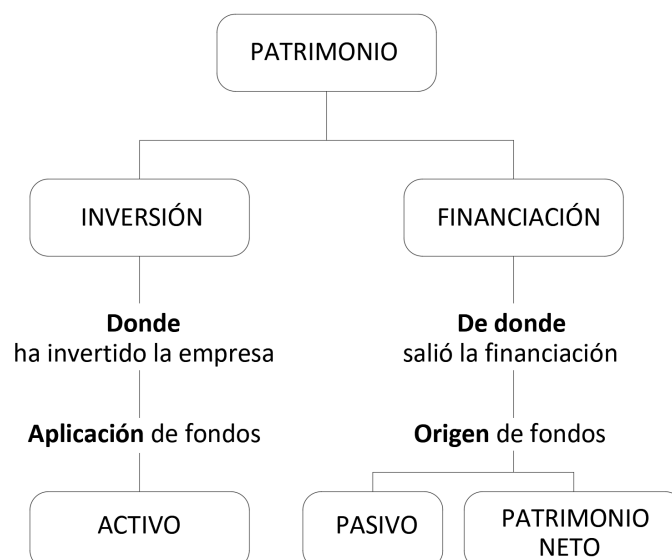 PATRIMONIO
INVERSIÓN
FINANCIACIÓN
Donde
ha invertido la empresa
De donde
salió la financiación
Aplicación de fondos
Origen de fondos
ACTIVO
PASIVO
PATRIMONIO
NETO